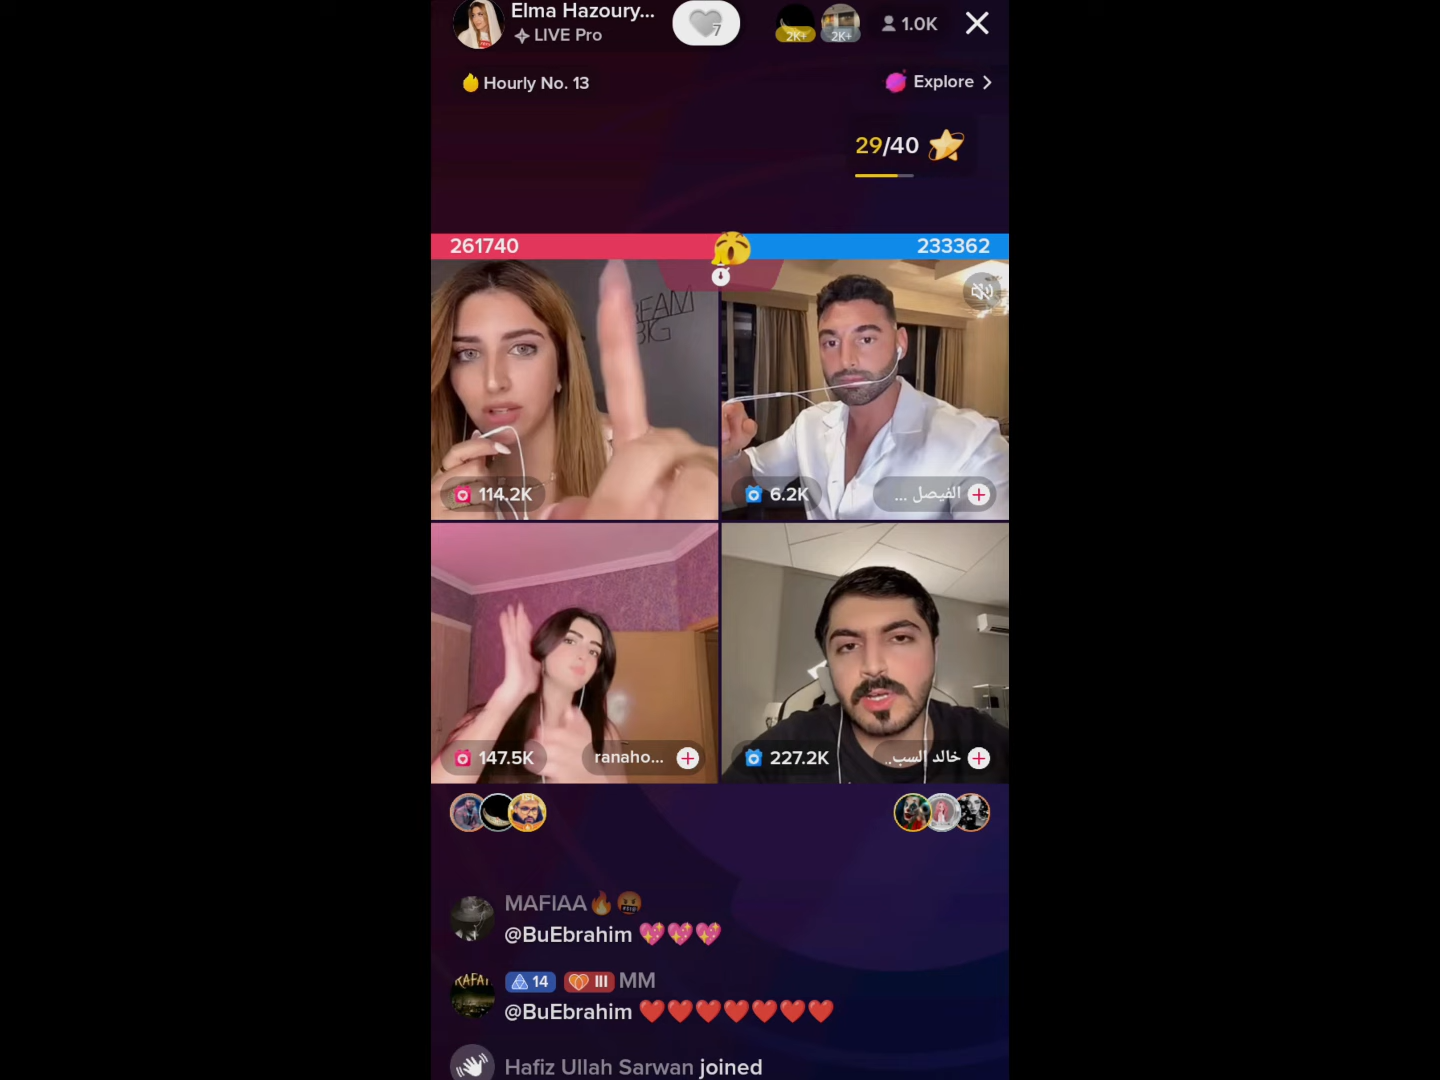 Elma Hazoury...
LIVE Pro
7
2K+
2K+
1.0K
Hourly No. 13
Explore
29/40
261740
233362
DREAM
BIG
114.2K
6.2K
الفيصل ...
147.5K
ranaho...
227.2K
خالد السب..
MAFIAA🔥🤬
@BuEbrahim 💖💖💖
14 III MM
@BuEbrahim ❤️❤️❤️❤️❤️❤️❤️
Hafiz Ullah Sarwan joined